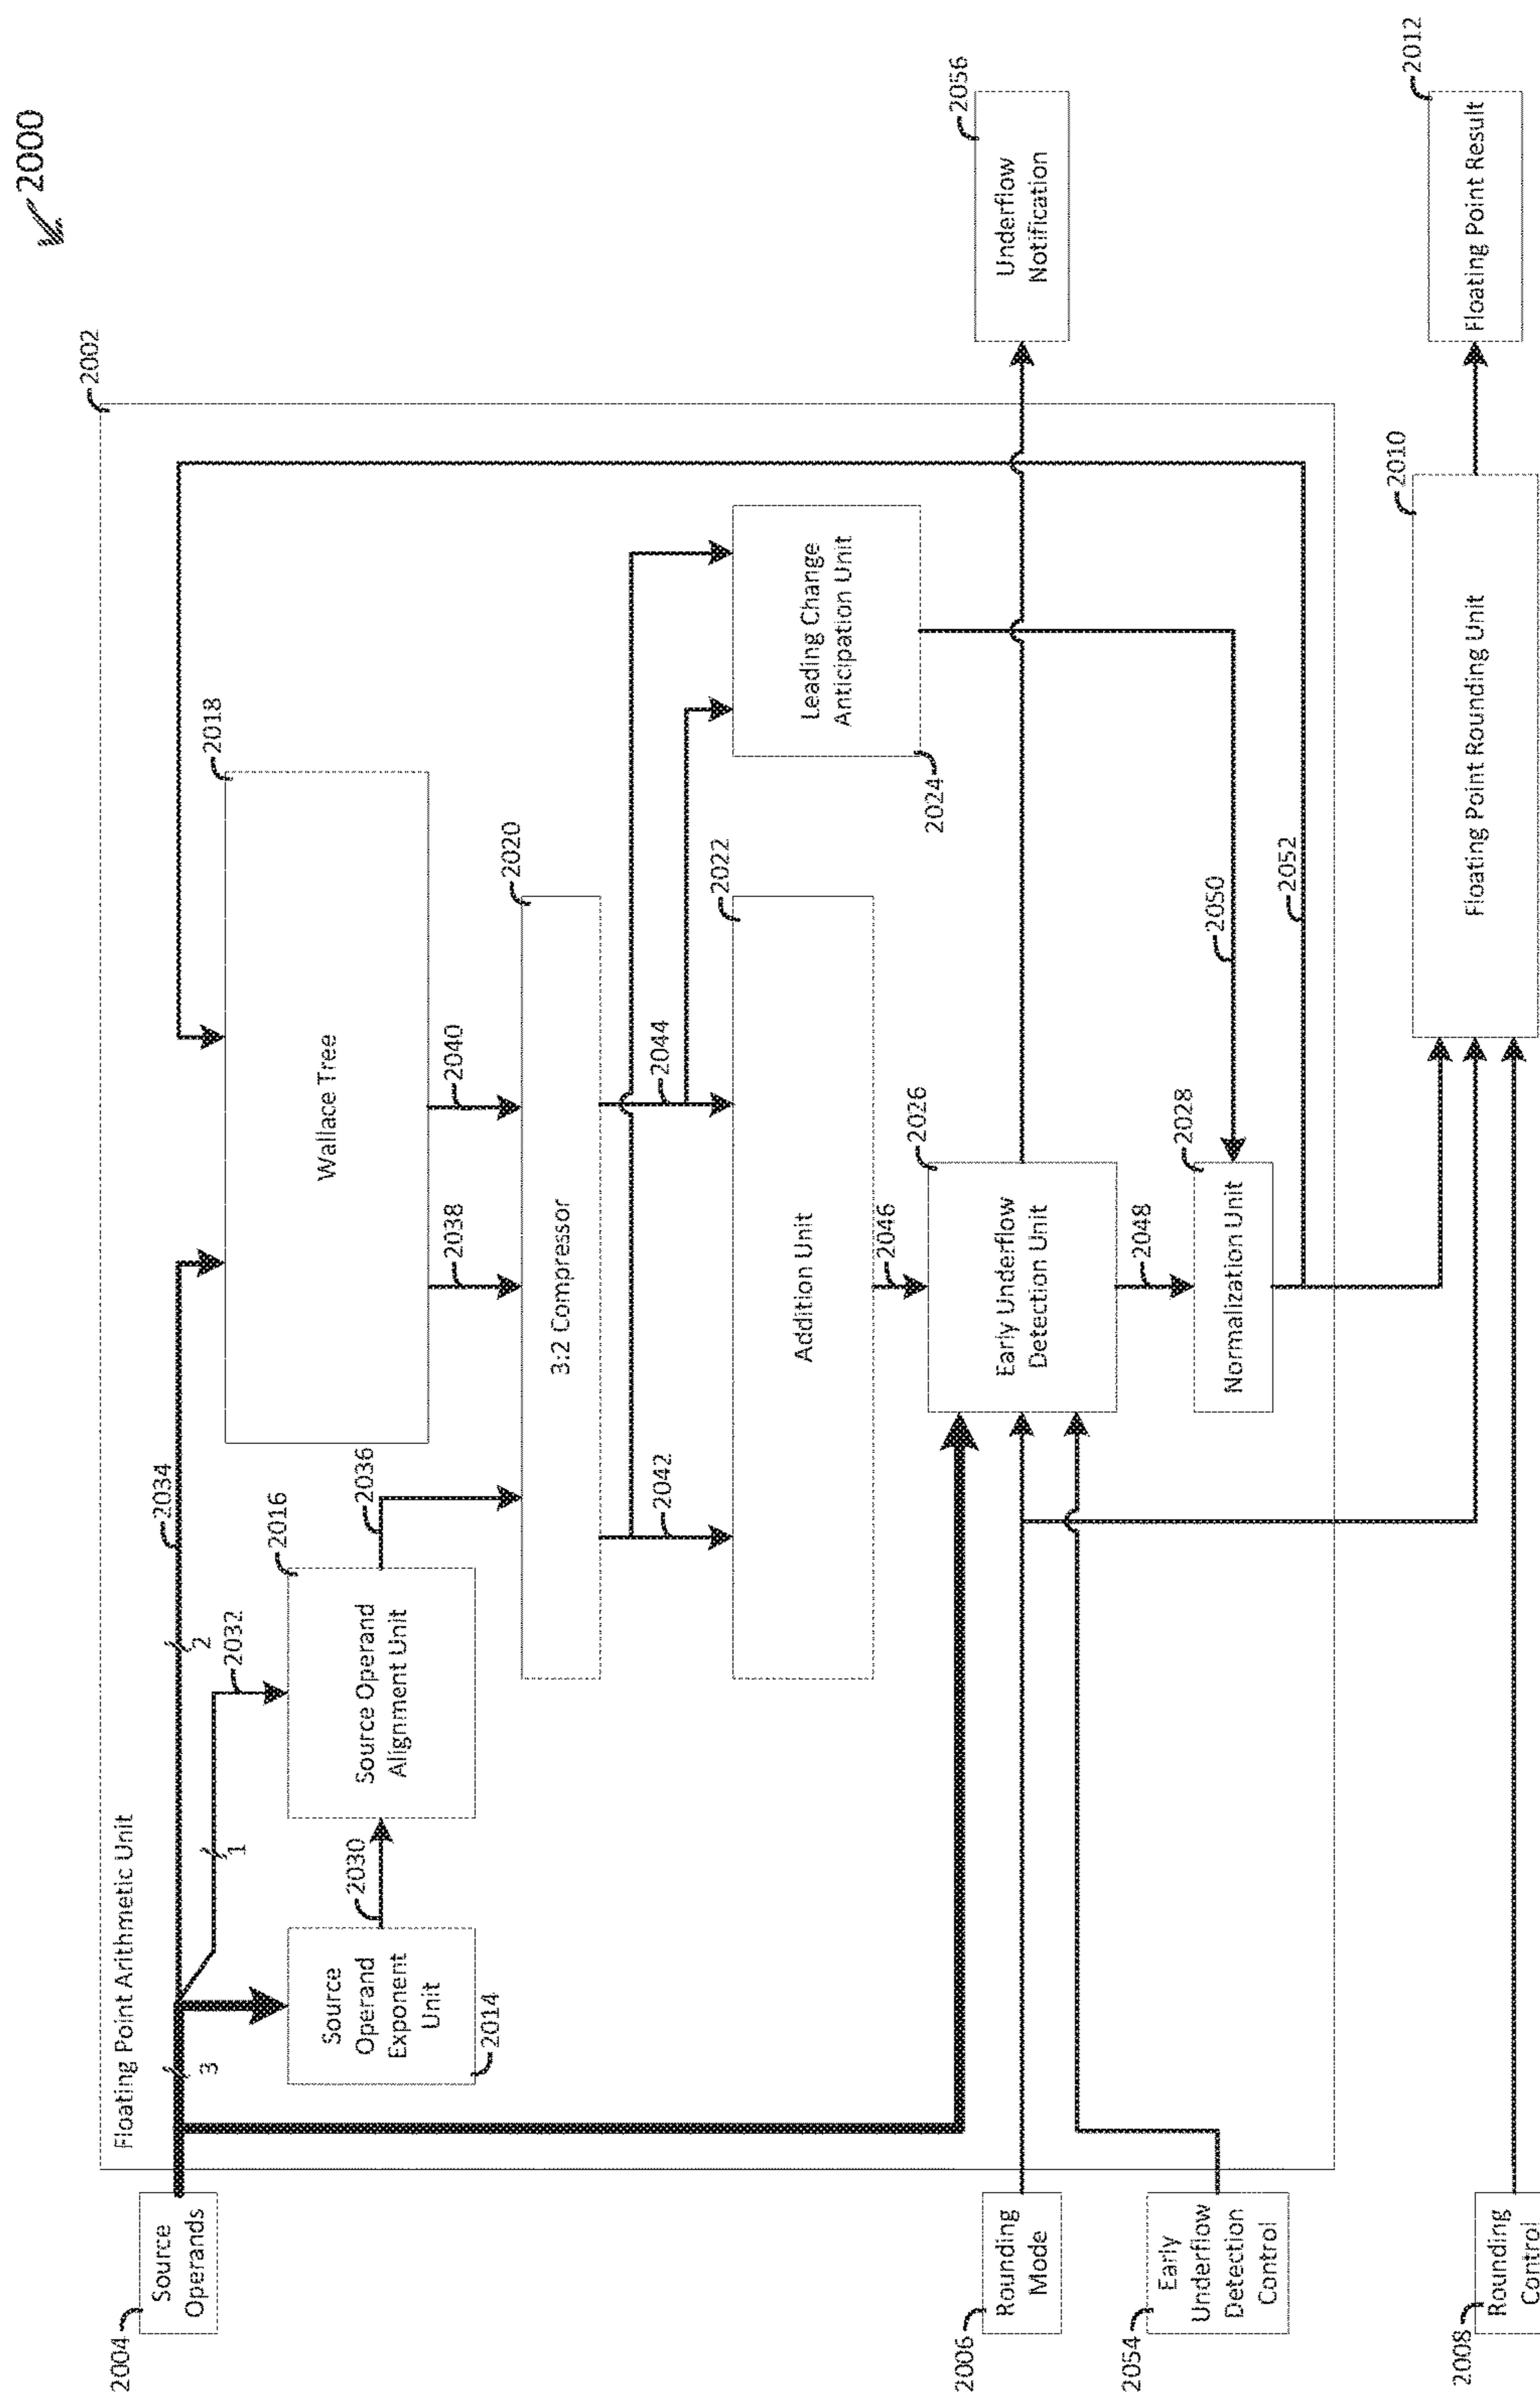 2000
2002
Floating Point Arithmetic Unit
2004
Source
Operands
3
2034
2
1
2032
2018
Wallace Tree
Source
Operand
Exponent
Unit
2014
2030
2016
Source Operand
Alignment Unit
2036
2038
2040
2020
3:2 Compressor
2042
2044
2022
Addition Unit
Leading Change
Anticipation Unit
2024
2046
2006
Rounding
Mode
2026
Early Underflow
Detection Unit
2056
Underflow
Notification
2054
Early
Underflow
Detection
Control
2048
2028
Normalization Unit
2050
2052
2008
Rounding
Control
2010
Floating Point Rounding Unit
2012
Floating Point Result